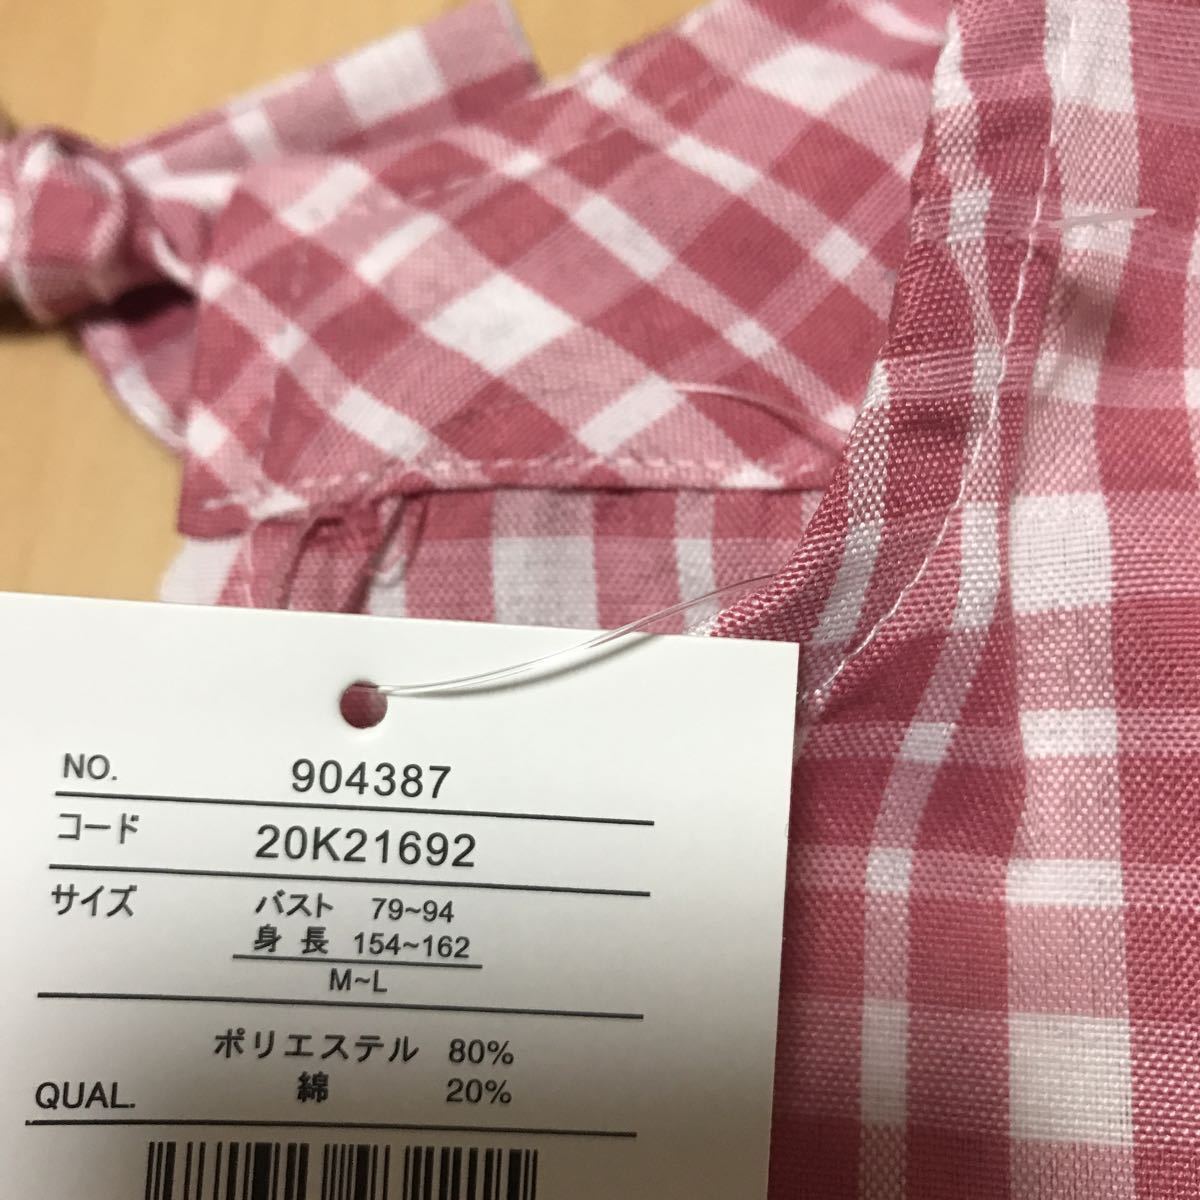 NO. 904387
コード 20K21692
サイズ バスト 79~94
身長 154~162
M~L
ポリエステル 80%
QUAL. 綿 20%